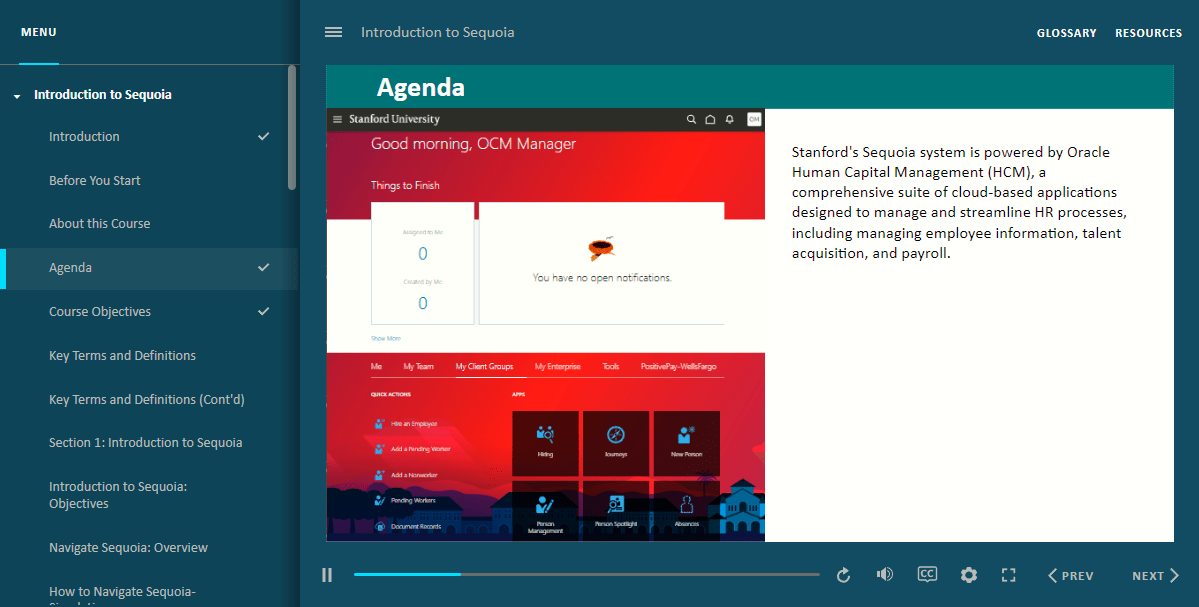 MENU
Introduction to Sequoia
Introduction
Before You Start
About this Course
Agenda
Course Objectives
Key Terms and Definitions
Key Terms and Definitions (Cont'd)
Section 1: Introduction to Sequoia
Introduction to Sequoia:
Objectives
Navigate Sequoia: Overview
How to Navigate Sequoia-
Introduction to Sequoia
GLOSSARY RESOURCES
Agenda
Stanford University
OM
Good morning, OCM Manager
Things to Finish
Assigned to Me
0
Created by Me
0
You have no open notifications.
Show More
Me My Team My Client Groups My Enterprise Tools PositivePay-WellsFargo
QUICK ACTIONS
Hire an Employee
Add a Pending Worker
Add a Nonworker
Pending Workers
Document Records
APPS
Hiring Journeys New Person
Person Management Person Spotlight Absences
Stanford's Sequoia system is powered by Oracle
Human Capital Management (HCM), a
comprehensive suite of cloud-based applications
designed to manage and streamline HR processes,
including managing employee information, talent
acquisition, and payroll.
CC
PREV NEXT